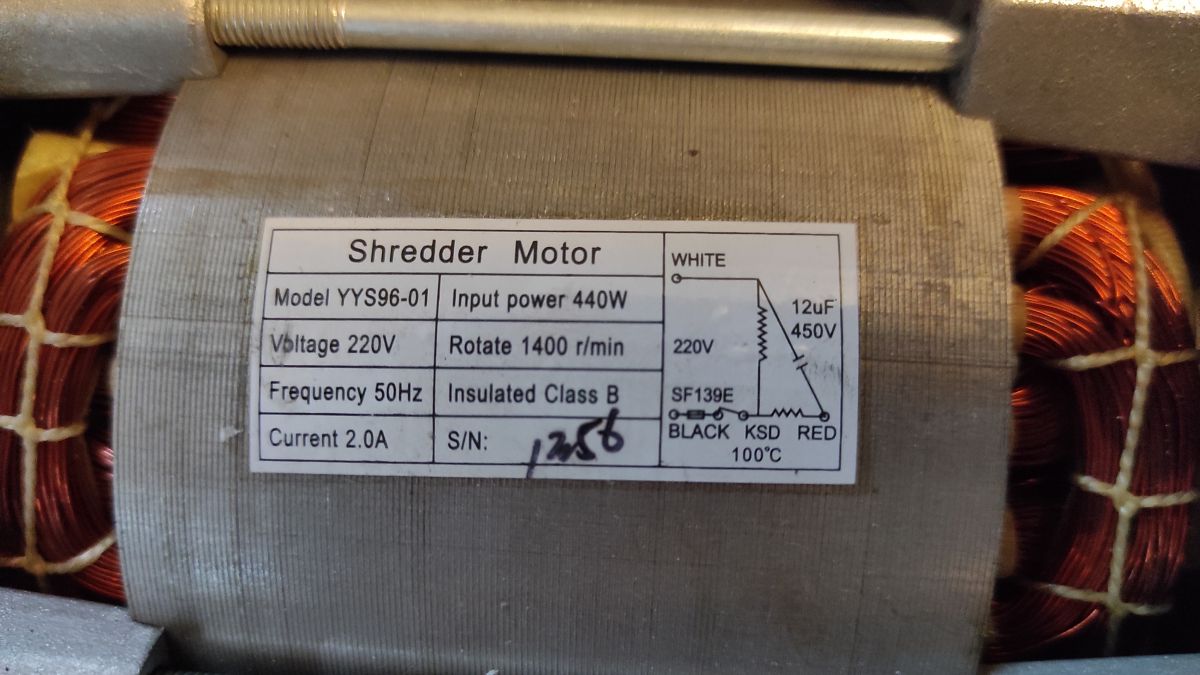 Shredder Motor
Model YYS96-01
Input power 440W
Voltage 220V
Rotate 1400 r/min
Frequency 50Hz
Insulated Class B
Current 2.0A
S/N: 1356
WHITE
12uF
450V
220V
SF139E
BLACK KSD RED
100℃